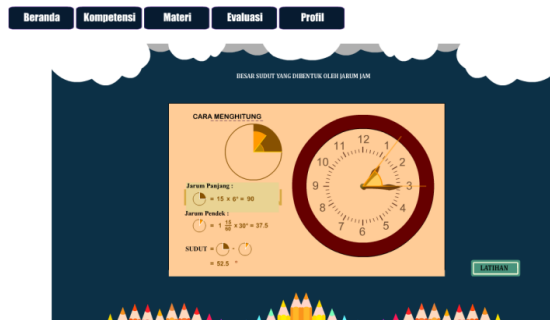 Beranda
Kompetensi
Materi
Evaluasi
Profil
BESAR SUDUT YANG DIBENTUK OLEH JARUM JAM
CARA MENGHITUNG
Jarum Panjang :
= 15 x 6° = 90
Jarum Pendek :
= 1 15/60 x 30° = 37.5
SUDUT = -
= 52.5 °
12
1
2
3
4
5
6
7
8
9
10
11
LATIHAN